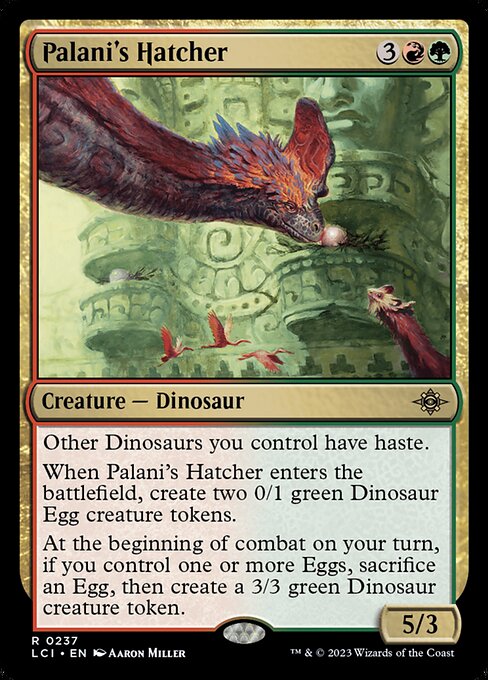 Palani's Hatcher 3
Creature — Dinosaur
Other Dinosaurs you control have haste.
When Palani's Hatcher enters the
battlefield, create two 0/1 green Dinosaur
Egg creature tokens.
At the beginning of combat on your turn,
if you control one or more Eggs, sacrifice
an Egg, then create a 3/3 green Dinosaur
creature token.
5/3
R 0237
LCI • EN Aaron Miller
™ & © 2023 Wizards of the Coast